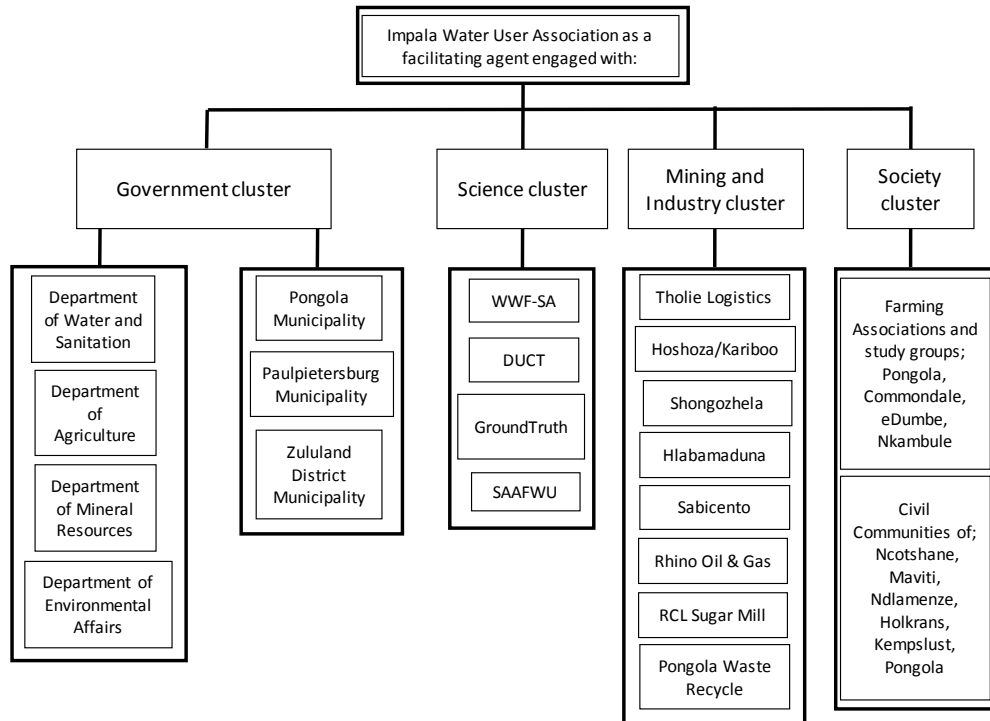 Impala Water User Association as a
facilitating agent engaged with:
Government cluster
Science cluster
Mining and
Industry cluster
Society
cluster
Department
of Water and
Sanitation
Department
of
Agriculture
Department
of Mineral
Resources
Department of
Environmental
Affairs
Pongola
Municipality
Paulpietersburg
Municipality
Zululand
District
Municipality
WWF-SA
DUCT
GroundTruth
SAAFWU
Tholie Logistics
Hoshoza/Kariboo
Shongozhela
Hlabamaduna
Sabicento
Rhino Oil & Gas
RCL Sugar Mill
Pongola Waste
Recycle
Farming
Associations and
study groups;
Pongola,
Commondale,
eDumbe,
Nkambule
Civil
Communities of;
Ncotshane,
Maviti,
Ndlamenze,
Holkrans,
Kempslust,
Pongola